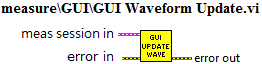 measure\GUI\GUI Waveform Update.vi
meas session in
GUI
UPDATE
WAVE
error in
error out